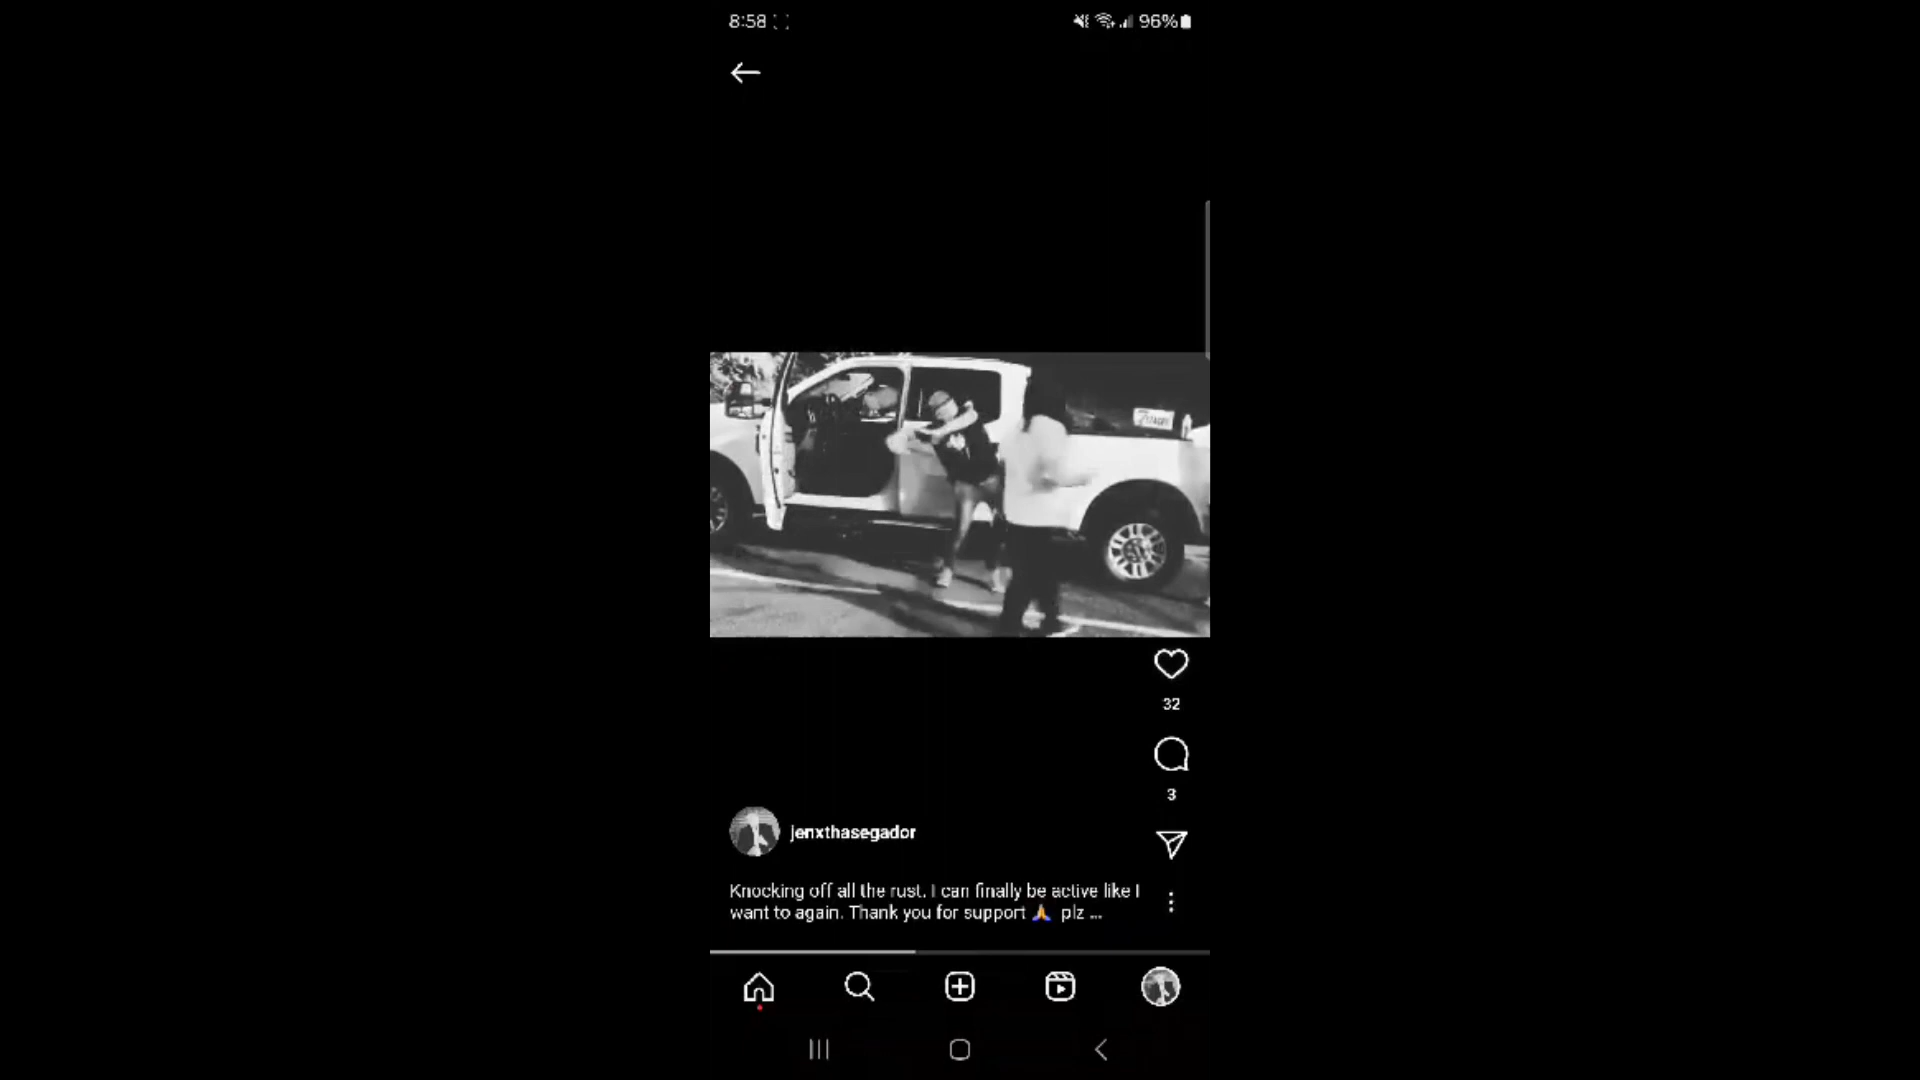 8:58
96%
32
3
jenxthasegador
Knocking off all the rust. I can finally be active like I
want to again. Thank you for support 🙏 plz ...